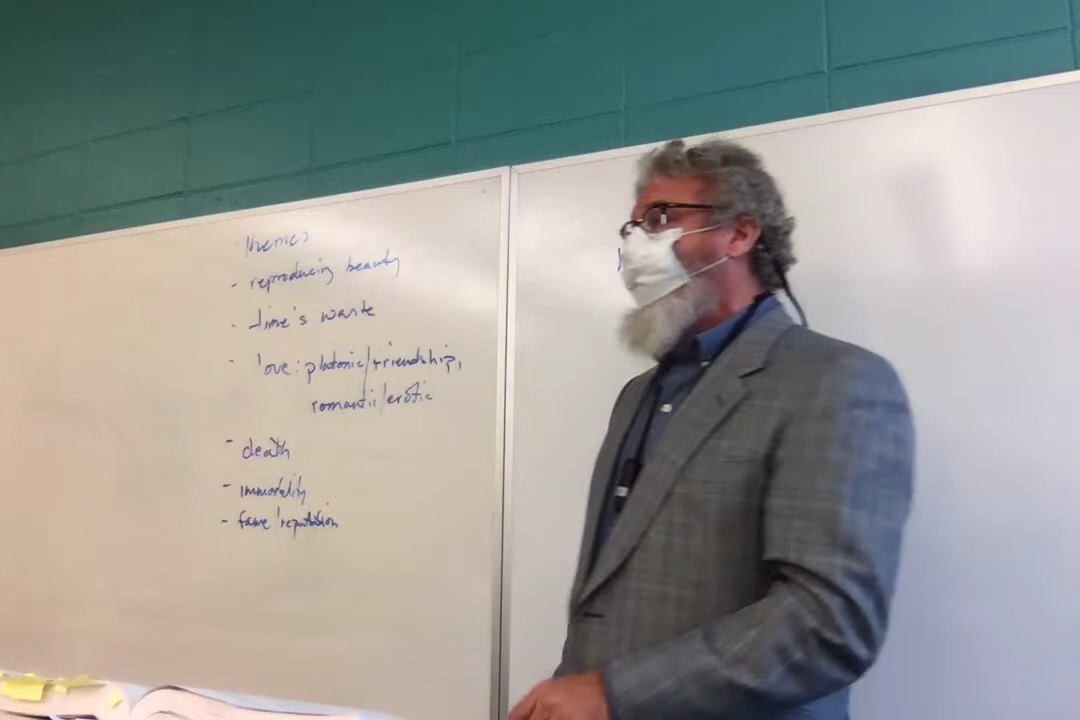 themes
- reproducing beauty
- time's waste
- love: platonic/friendship,
romantic/erotic
- death
- immortality
- fame/reputation